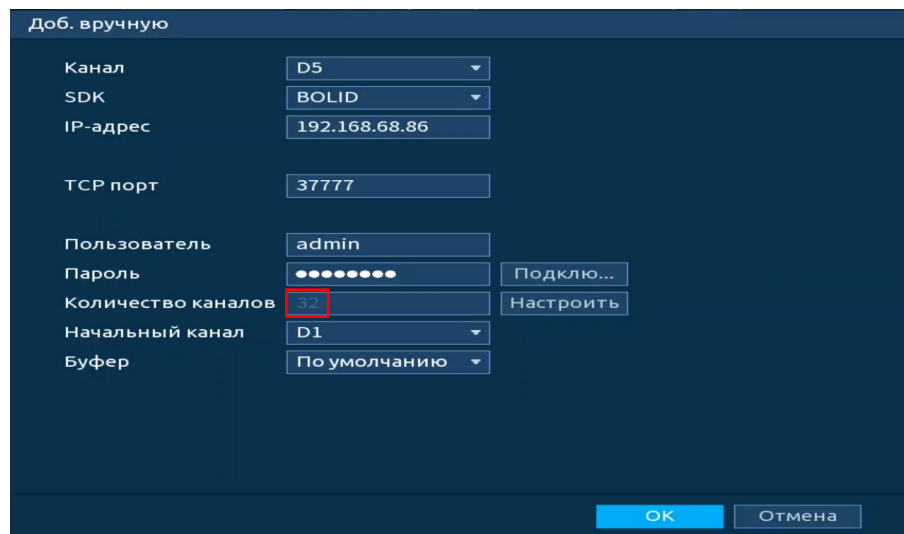 Доб. вручную
Канал D5
SDK BOLID
IP-адрес 192.168.68.86
TCP порт 37777
Пользователь admin
Пароль ●●●●●●●● Подклю...
Количество каналов 32 Настроить
Начальный канал D1
Буфер По умолчанию
OK Отмена